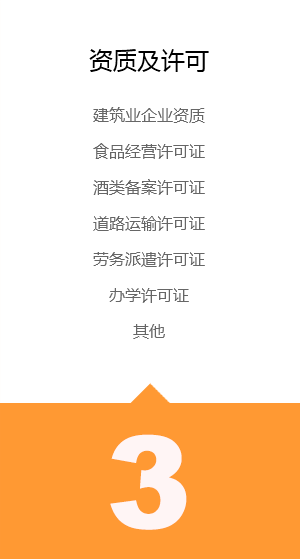 资质及许可
建筑业企业资质
食品经营许可证
酒类备案许可证
道路运输许可证
劳务派遣许可证
办学许可证
其他
3